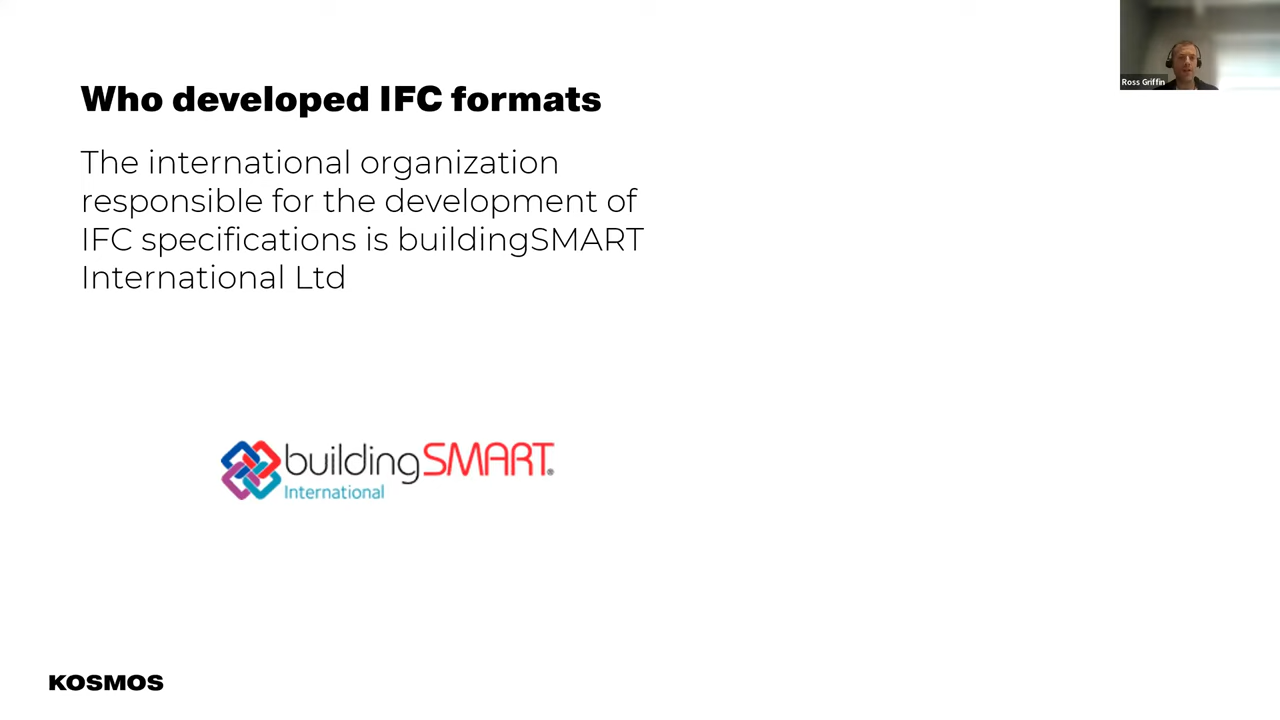 Ross Griffin
Who developed IFC formats
The international organization
responsible for the development of
IFC specifications is buildingSMART
International Ltd
buildingSMART®
International
KOSMOS